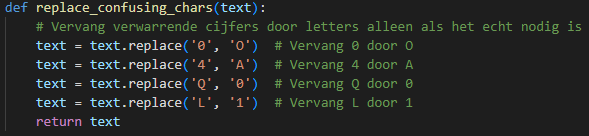 def replace_confusing_chars(text):
    # Vervang verwarrende cijfers door letters alleen als het echt nodig is
    text = text.replace('0', 'O')  # Vervang 0 door O
    text = text.replace('4', 'A')  # Vervang 4 door A
    text = text.replace('Q', '0')  # Vervang Q door 0
    text = text.replace('L', '1')  # Vervang L door 1
    return text